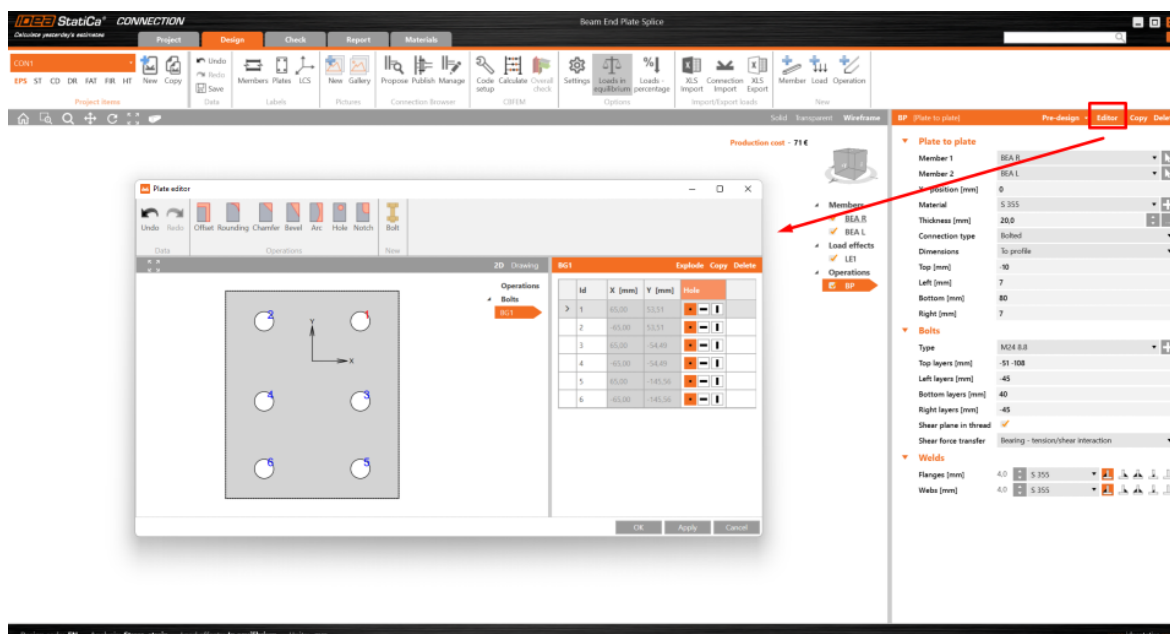 IDEA StatiCa® CONNECTION
Calculate yesterday's estimates
Beam End Plate Splice
Project Design Check Report Materials
CON1
EPS ST CD DR FAT FIR HT
New Copy
Project Items
Undo
Redo
Save
Data
Members Plates LCS
Labels
New Gallery
Pictures
Propose Publish Manage
Connection Browser
Code setup Calculate Overall check
CBFEM
Settings Loads in equilibrium Loads - percentage
Options
XLS Import Connection Import XLS Export
Import/Export loads
Member Load Operation
New
Solid Transparent Wireframe
Production cost - 71 €
Members
BEA R
BEA L
Load effects
LE1
Operations
BP
Plate editor
Undo Redo
Data
Offset Rounding Chamfer Bevel Arc Hole Notch
Operations
Bolt
New
2D Drawing
Operations
Bolts
BG1
2 1
Y
X
4 3
6 5
BG1 Explode Copy Delete
Id X [mm] Y [mm] Hole
> 1 65,00 53,51
2 -65,00 53,51
3 65,00 -54,49
4 -65,00 -54,49
5 65,00 -145,56
6 -65,00 -145,56
OK Apply Cancel
BP [Plate to plate] Pre-design Editor Copy
Plate to plate
Member 1 BEA R
Member 2 BEA L
position [mm] 0
Material S 355
Thickness [mm] 20,0
Connection type Bolted
Dimensions To profile
Top [mm] -10
Left [mm] 7
Bottom [mm] 80
Right [mm] 7
Bolts
Type M24 8.8
Top layers [mm] -51 -108
Left layers [mm] -45
Bottom layers [mm] 40
Right layers [mm] -45
Shear plane in thread
Shear force transfer Bearing - tension/shear interaction
Welds
Flanges [mm] 4,0 S 355
Webs [mm] 4,0 S 355